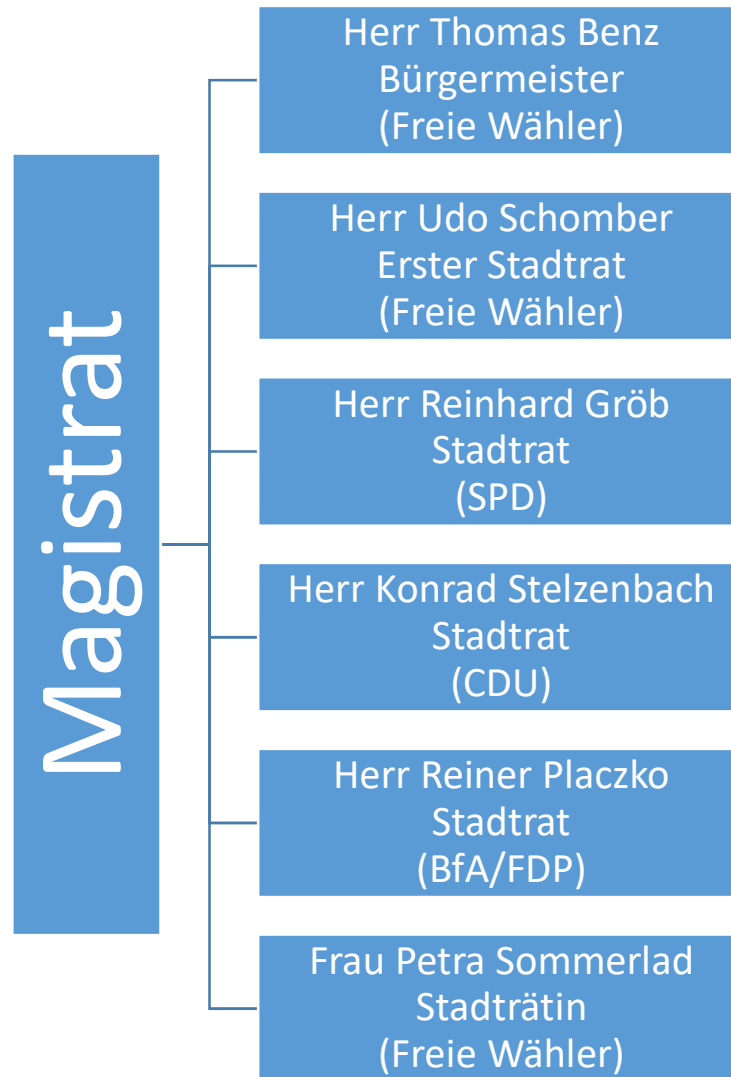 Magistrat
Herr Thomas Benz
Bürgermeister
(Freie Wähler)
Herr Udo Schomber
Erster Stadtrat
(Freie Wähler)
Herr Reinhard Gröb
Stadtrat
(SPD)
Herr Konrad Stelzenbach
Stadtrat
(CDU)
Herr Reiner Placzko
Stadtrat
(BfA/FDP)
Frau Petra Sommerlad
Stadträtin
(Freie Wähler)